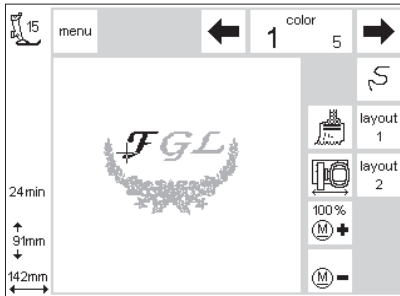 15
menu
color
1 5
FGL
layout
1
layout
2
24min
100%
M +
91mm
M -
142mm